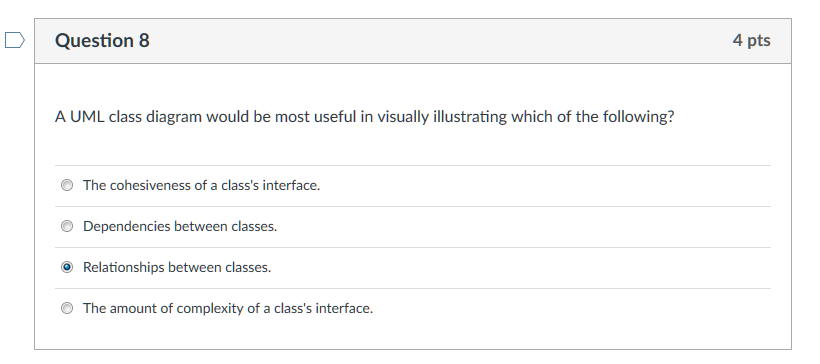 Question 8
4 pts
A UML class diagram would be most useful in visually illustrating which of the following?
The cohesiveness of a class's interface.
Dependencies between classes.
Relationships between classes.
The amount of complexity of a class's interface.